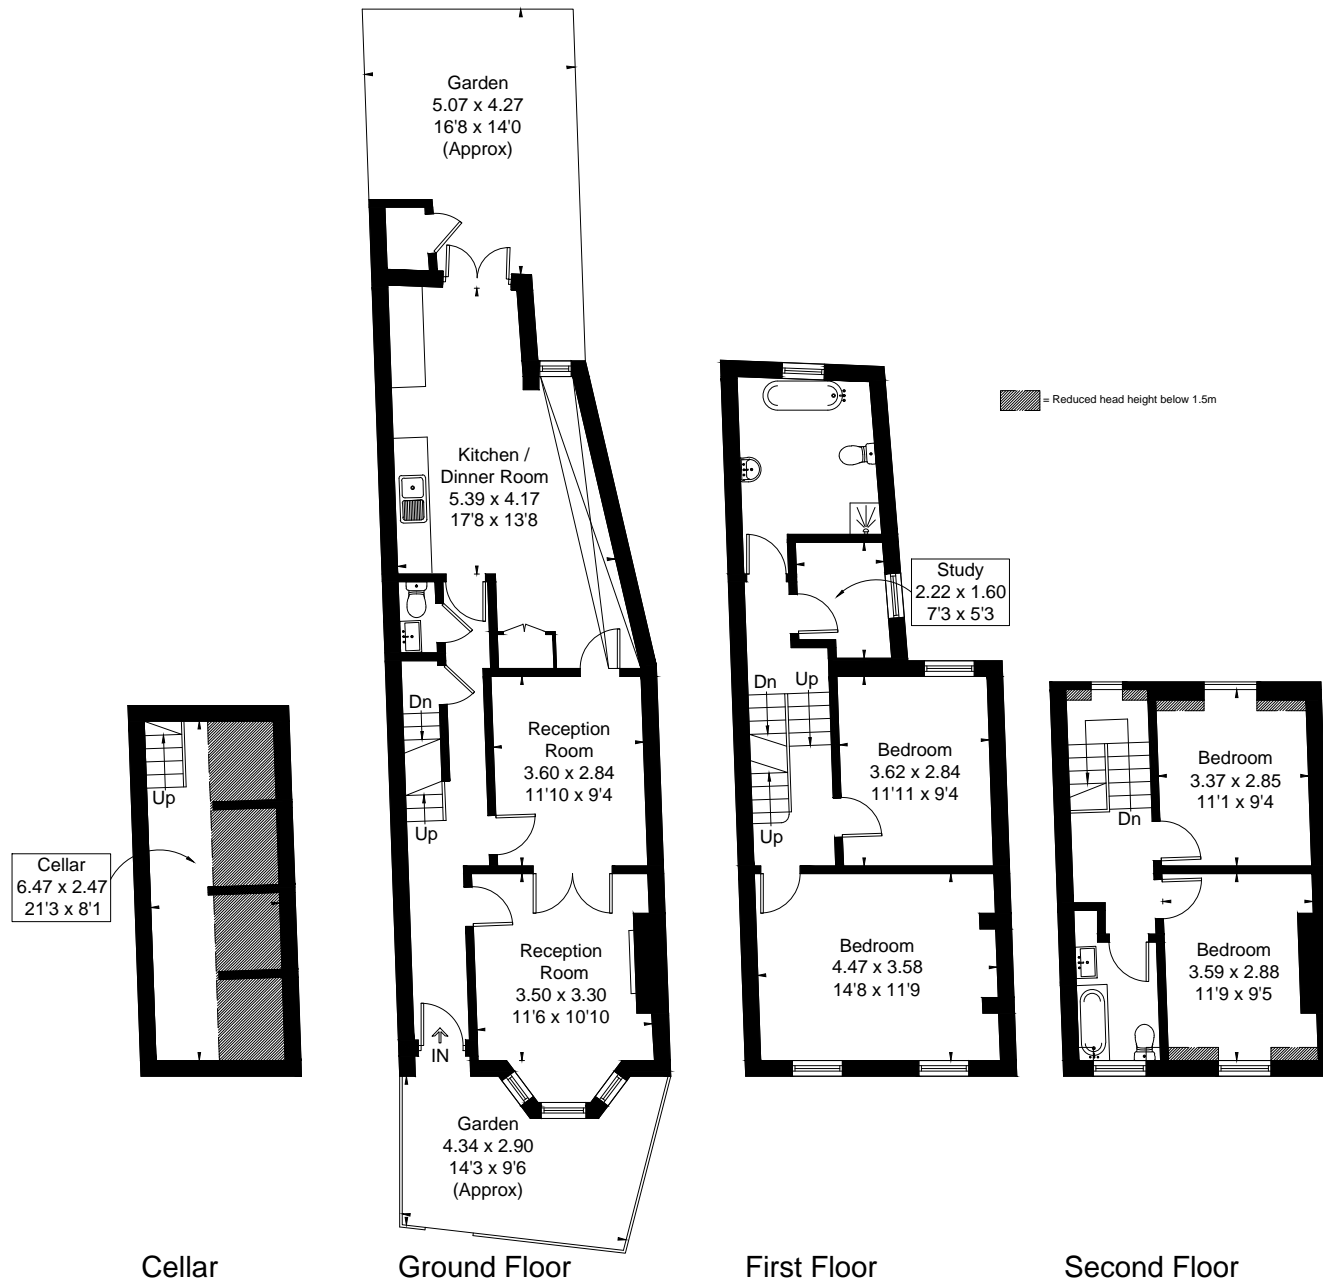 Garden
5.07 x 4.27
16'8 x 14'0
(Approx)
Kitchen /
Dinner Room
5.39 x 4.17
17'8 x 13'8
Dn
Up
Reception
Room
3.60 x 2.84
11'10 x 9'4
Reception
Room
3.50 x 3.30
11'6 x 10'10
IN
Garden
4.34 x 2.90
14'3 x 9'6
(Approx)
Ground Floor
Up
Cellar
6.47 x 2.47
21'3 x 8'1
Cellar
Study
2.22 x 1.60
7'3 x 5'3
Dn
Up
Up
Bedroom
3.62 x 2.84
11'11 x 9'4
Bedroom
4.47 x 3.58
14'8 x 11'9
First Floor
= Reduced head height below 1.5m
Bedroom
3.37 x 2.85
11'1 x 9'4
Dn
Bedroom
3.59 x 2.88
11'9 x 9'5
Second Floor